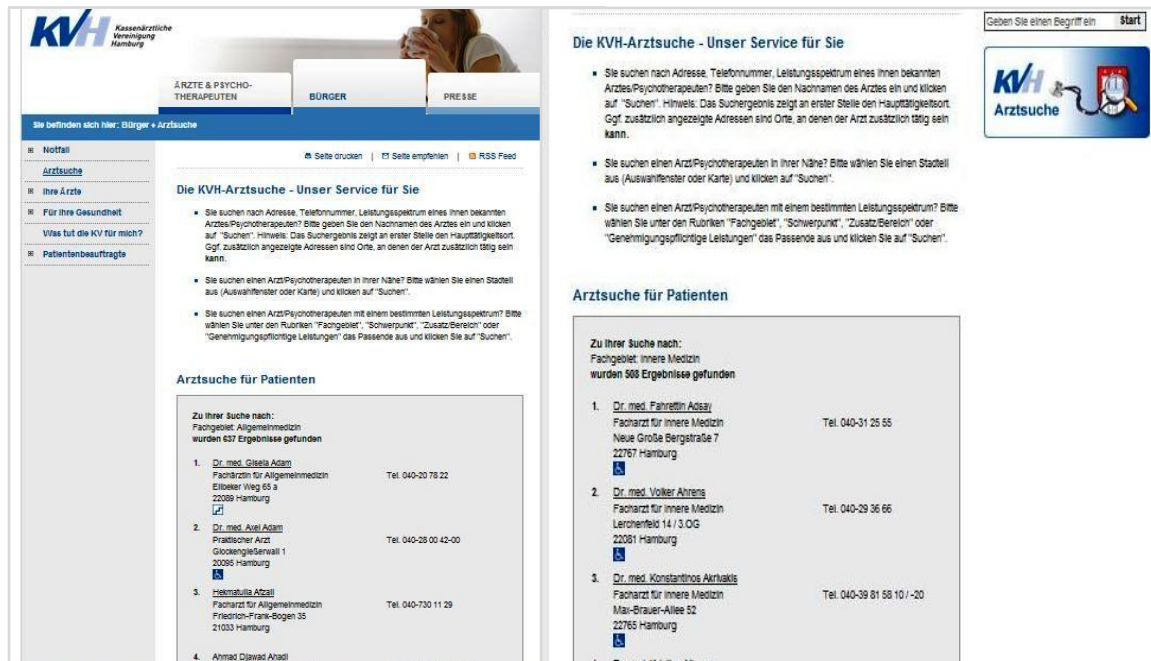 KVH
Kassenärztliche
Vereinigung
Hamburg
ÄRZTE & PSYCHO-
THERAPEUTEN
BÜRGER
PRESSE
Sie befinden sich hier: Bürger » Arztsuche
Notfall
Arztsuche
Ihre Ärzte
Für Ihre Gesundheit
Was tut die KV für mich?
Patientenbeauftragte
Seite drucken | Seite empfehlen | RSS Feed
Die KVH-Arztsuche - Unser Service für Sie
Sie suchen nach Adresse, Telefonnummer, Leistungsspektrum eines Ihnen bekannten
Arztes/Psychotherapeuten? Bitte geben Sie den Nachnamen des Arztes ein und klicken
auf "Suchen". Hinweis: Das Suchergebnis zeigt an erster Stelle den Haupttätigkeitsort.
Ggf. zusätzlich angezeigte Adressen sind Orte, an denen der Arzt zusätzlich tätig sein
kann.
Sie suchen einen Arzt/Psychotherapeuten in Ihrer Nähe? Bitte wählen Sie einen Stadtteil
aus (Auswahlfenster oder Karte) und klicken auf "Suchen".
Sie suchen einen Arzt/Psychotherapeuten mit einem bestimmten Leistungsspektrum? Bitte
wählen Sie unter den Rubriken "Fachgebiet", "Schwerpunkt", "Zusatz/Bereich" oder
"Genehmigungspflichtige Leistungen" das Passende aus und klicken Sie auf "Suchen".
Arztsuche für Patienten
Zu Ihrer Suche nach:
Fachgebiet: Allgemeinmedizin
wurden 637 Ergebnisse gefunden
1. Dr. med. Gisela Adam
Fachärztin für Allgemeinmedizin Tel. 040-20 78 22
Eilbeker Weg 65 a
22089 Hamburg
2. Dr. med. Axel Adam
Praktischer Arzt Tel. 040-28 00 42-00
Glockengießerwall 1
20095 Hamburg
3. Hekmatulla Afzali
Facharzt für Allgemeinmedizin Tel. 040-730 11 29
Friedrich-Frank-Bogen 35
21033 Hamburg
4. Ahmad Djawad Ahadi
Die KVH-Arztsuche - Unser Service für Sie
Sie suchen nach Adresse, Telefonnummer, Leistungsspektrum eines Ihnen bekannten
Arztes/Psychotherapeuten? Bitte geben Sie den Nachnamen des Arztes ein und klicken
auf "Suchen". Hinweis: Das Suchergebnis zeigt an erster Stelle den Haupttätigkeitsort.
Ggf. zusätzlich angezeigte Adressen sind Orte, an denen der Arzt zusätzlich tätig sein
kann.
Sie suchen einen Arzt/Psychotherapeuten in Ihrer Nähe? Bitte wählen Sie einen Stadtteil
aus (Auswahlfenster oder Karte) und klicken auf "Suchen".
Sie suchen einen Arzt/Psychotherapeuten mit einem bestimmten Leistungsspektrum? Bitte
wählen Sie unter den Rubriken "Fachgebiet", "Schwerpunkt", "Zusatz/Bereich" oder
"Genehmigungspflichtige Leistungen" das Passende aus und klicken Sie auf "Suchen".
Arztsuche für Patienten
Zu Ihrer Suche nach:
Fachgebiet: Innere Medizin
wurden 508 Ergebnisse gefunden
1. Dr. med. Fahrettin Adsay
Facharzt für Innere Medizin Tel. 040-31 25 55
Neue Große Bergstraße 7
22767 Hamburg
2. Dr. med. Volker Ahrens
Facharzt für Innere Medizin Tel. 040-29 36 66
Lerchenfeld 14 / 3.OG
22081 Hamburg
3. Dr. med. Konstantinos Akrivakis
Facharzt für Innere Medizin Tel. 040-39 81 58 10 / -20
Max-Brauer-Allee 52
22765 Hamburg
Geben Sie einen Begriff ein Start
KVH
Arztsuche